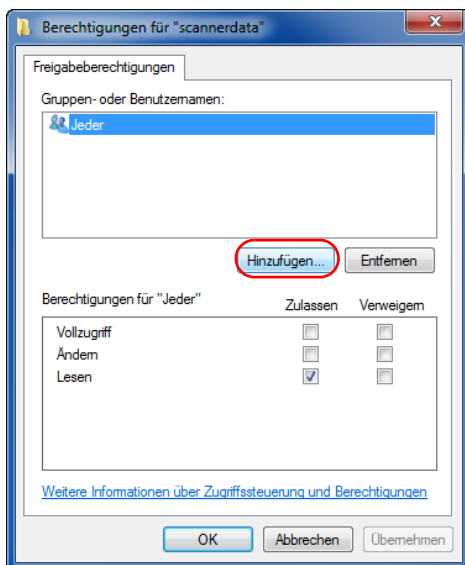 Berechtigungen für "scannerdata"
Freigabeberechtigungen
Gruppen- oder Benutzernamen:
Jeder
Hinzufügen... Entfernen
Berechtigungen für "Jeder" Zulassen Verweigern
Vollzugriff
Ändern
Lesen
Weitere Informationen über Zugriffssteuerung und Berechtigungen
OK Abbrechen Übernehmen